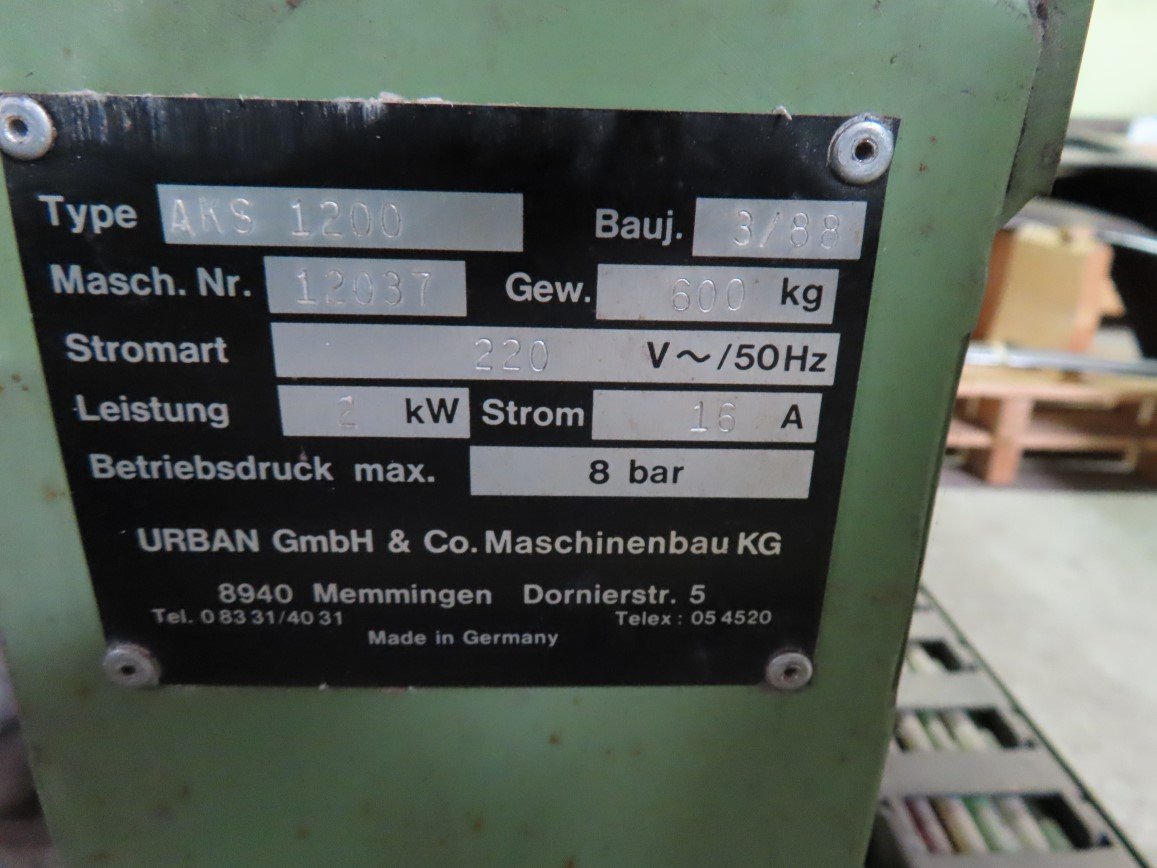 Type AKS 1200 Bauj. 3/88
Masch. Nr. 12037 Gew. 600 kg
Stromart 220 V~/50Hz
Leistung 2 kW Strom 16 A
Betriebsdruck max. 8 bar
URBAN GmbH & Co. Maschinenbau KG
8940 Memmingen Dornierstr. 5
Tel. 0 83 31/40 31 Telex: 05 4520
Made in Germany